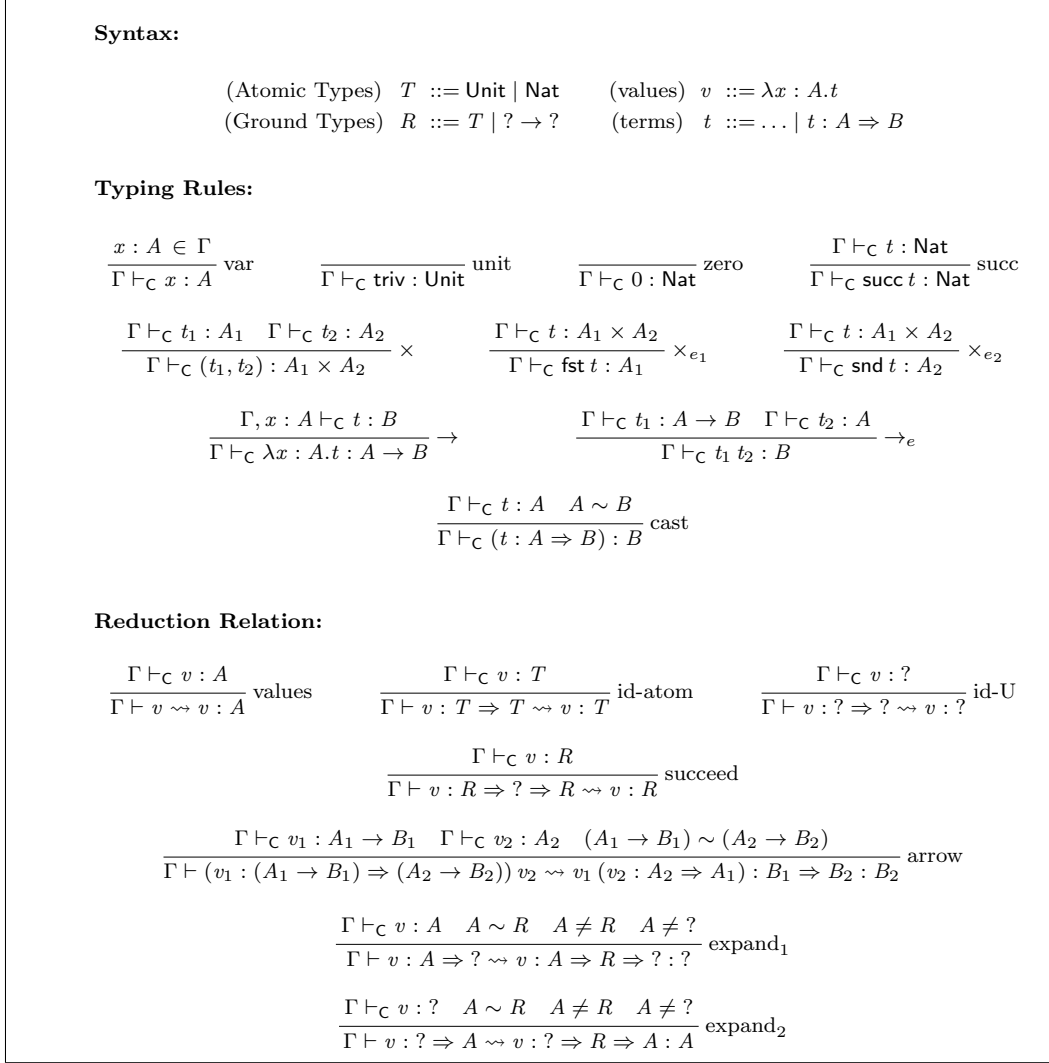 Syntax:
(Atomic Types) T ::= Unit | Nat (values) v ::= λx : A.t
(Ground Types) R ::= T | ? → ? (terms) t ::= … | t : A ⇒ B
Typing Rules:
x : A ∈ Γ
Γ ⊢C x : A var
Γ ⊢C triv : Unit unit
Γ ⊢C 0 : Nat zero
Γ ⊢C t : Nat
Γ ⊢C succ t : Nat succ
Γ ⊢C t₁ : A₁ Γ ⊢C t₂ : A₂
Γ ⊢C (t₁, t₂) : A₁ × A₂ ×
Γ ⊢C t : A₁ × A₂
Γ ⊢C fst t : A₁ ×e₁
Γ ⊢C t : A₁ × A₂
Γ ⊢C snd t : A₂ ×e₂
Γ, x : A ⊢C t : B
Γ ⊢C λx : A.t : A → B →
Γ ⊢C t₁ : A → B Γ ⊢C t₂ : A
Γ ⊢C t₁ t₂ : B →e
Γ ⊢C t : A A ∼ B
Γ ⊢C (t : A ⇒ B) : B cast
Reduction Relation:
Γ ⊢C v : A
Γ ⊢ v ⇝ v : A values
Γ ⊢C v : T
Γ ⊢ v : T ⇒ T ⇝ v : T id-atom
Γ ⊢C v : ?
Γ ⊢ v : ? ⇒ ? ⇝ v : ? id-U
Γ ⊢C v : R
Γ ⊢ v : R ⇒ ? ⇒ R ⇝ v : R succeed
Γ ⊢C v₁ : A₁ → B₁ Γ ⊢C v₂ : A₂ (A₁ → B₁) ∼ (A₂ → B₂)
Γ ⊢ (v₁ : (A₁ → B₁) ⇒ (A₂ → B₂)) v₂ ⇝ v₁ (v₂ : A₂ ⇒ A₁) : B₁ ⇒ B₂ : B₂ arrow
Γ ⊢C v : A A ∼ R A ≠ R A ≠ ?
Γ ⊢ v : A ⇒ ? ⇝ v : A ⇒ R ⇒ ? : ? expand₁
Γ ⊢C v : ? A ∼ R A ≠ R A ≠ ?
Γ ⊢ v : ? ⇒ A ⇝ v : ? ⇒ R ⇒ A : A expand₂